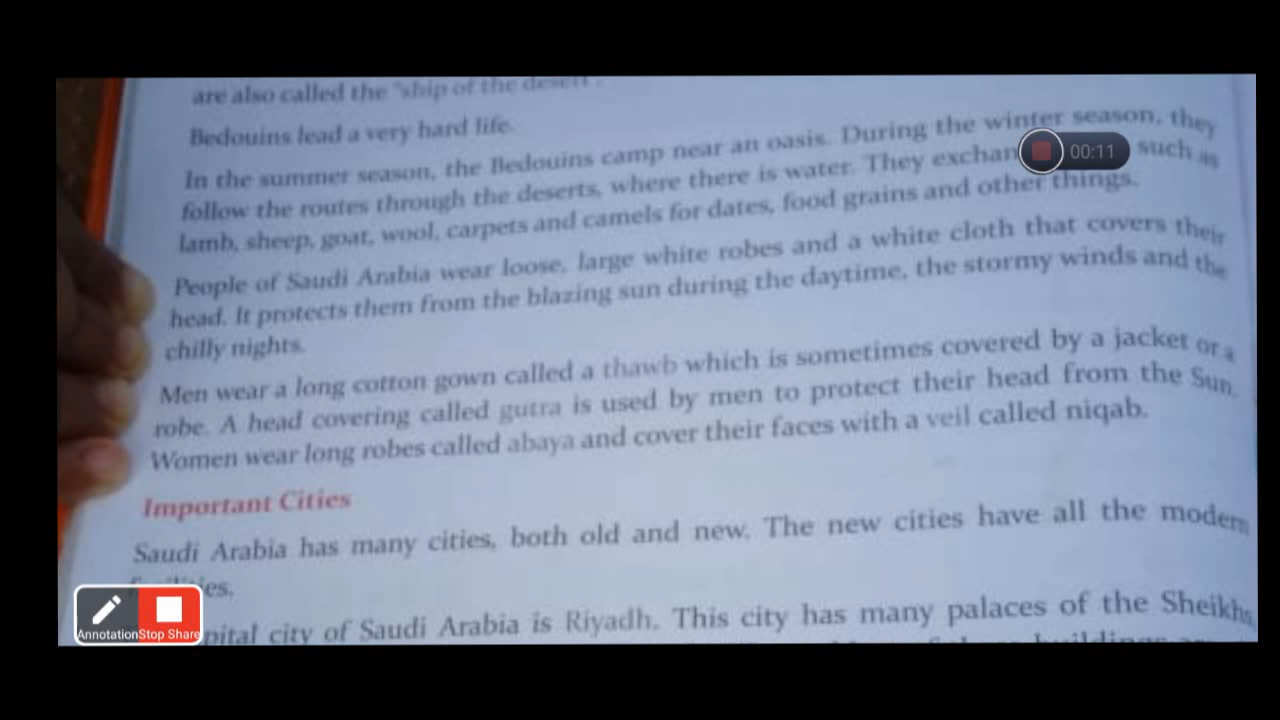 are also called the "ship of the desert".
Bedouins lead a very hard life.
In the summer season, the Bedouins camp near an oasis. During the winter season, they
follow the routes through the deserts, where there is water. They exchan such as
lamb, sheep, goat, wool, carpets and camels for dates, food grains and other things.
People of Saudi Arabia wear loose, large white robes and a white cloth that covers their
head. It protects them from the blazing sun during the daytime, the stormy winds and the
chilly nights.
Men wear a long cotton gown called a thawb which is sometimes covered by a jacket or a
robe. A head covering called gutra is used by men to protect their head from the Sun.
Women wear long robes called abaya and cover their faces with a veil called niqab.
Important Cities
Saudi Arabia has many cities, both old and new. The new cities have all the modern
pital city of Saudi Arabia is Riyadh. This city has many palaces of the Sheikhs
00:11
Annotation Stop Share